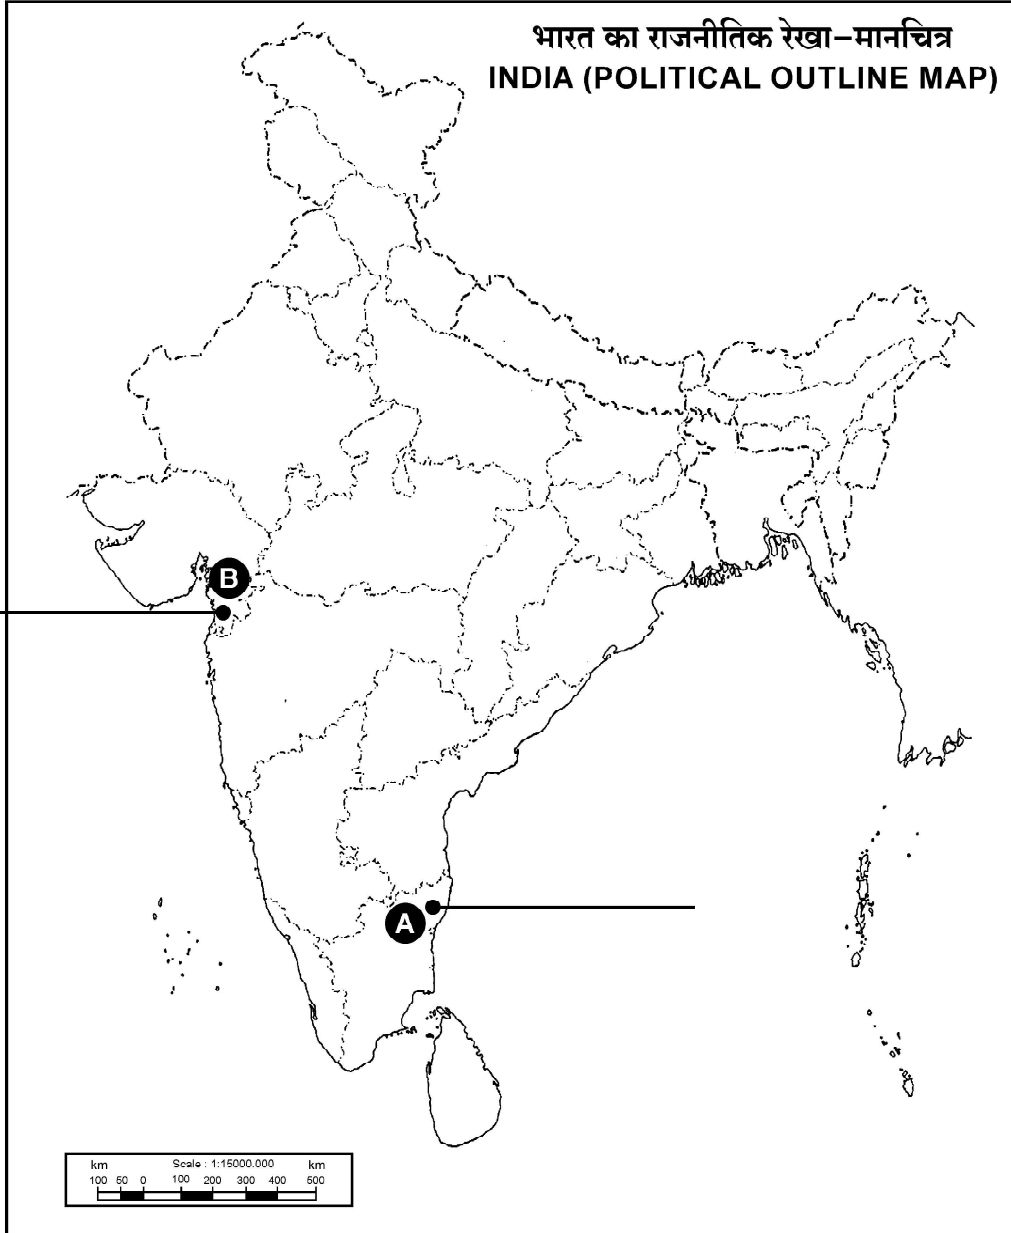 भारत का राजनीतिक रेखा–मानचित्र
INDIA (POLITICAL OUTLINE MAP)
B
A
km Scale : 1:15000.000 km
100 50 0 100 200 300 400 500